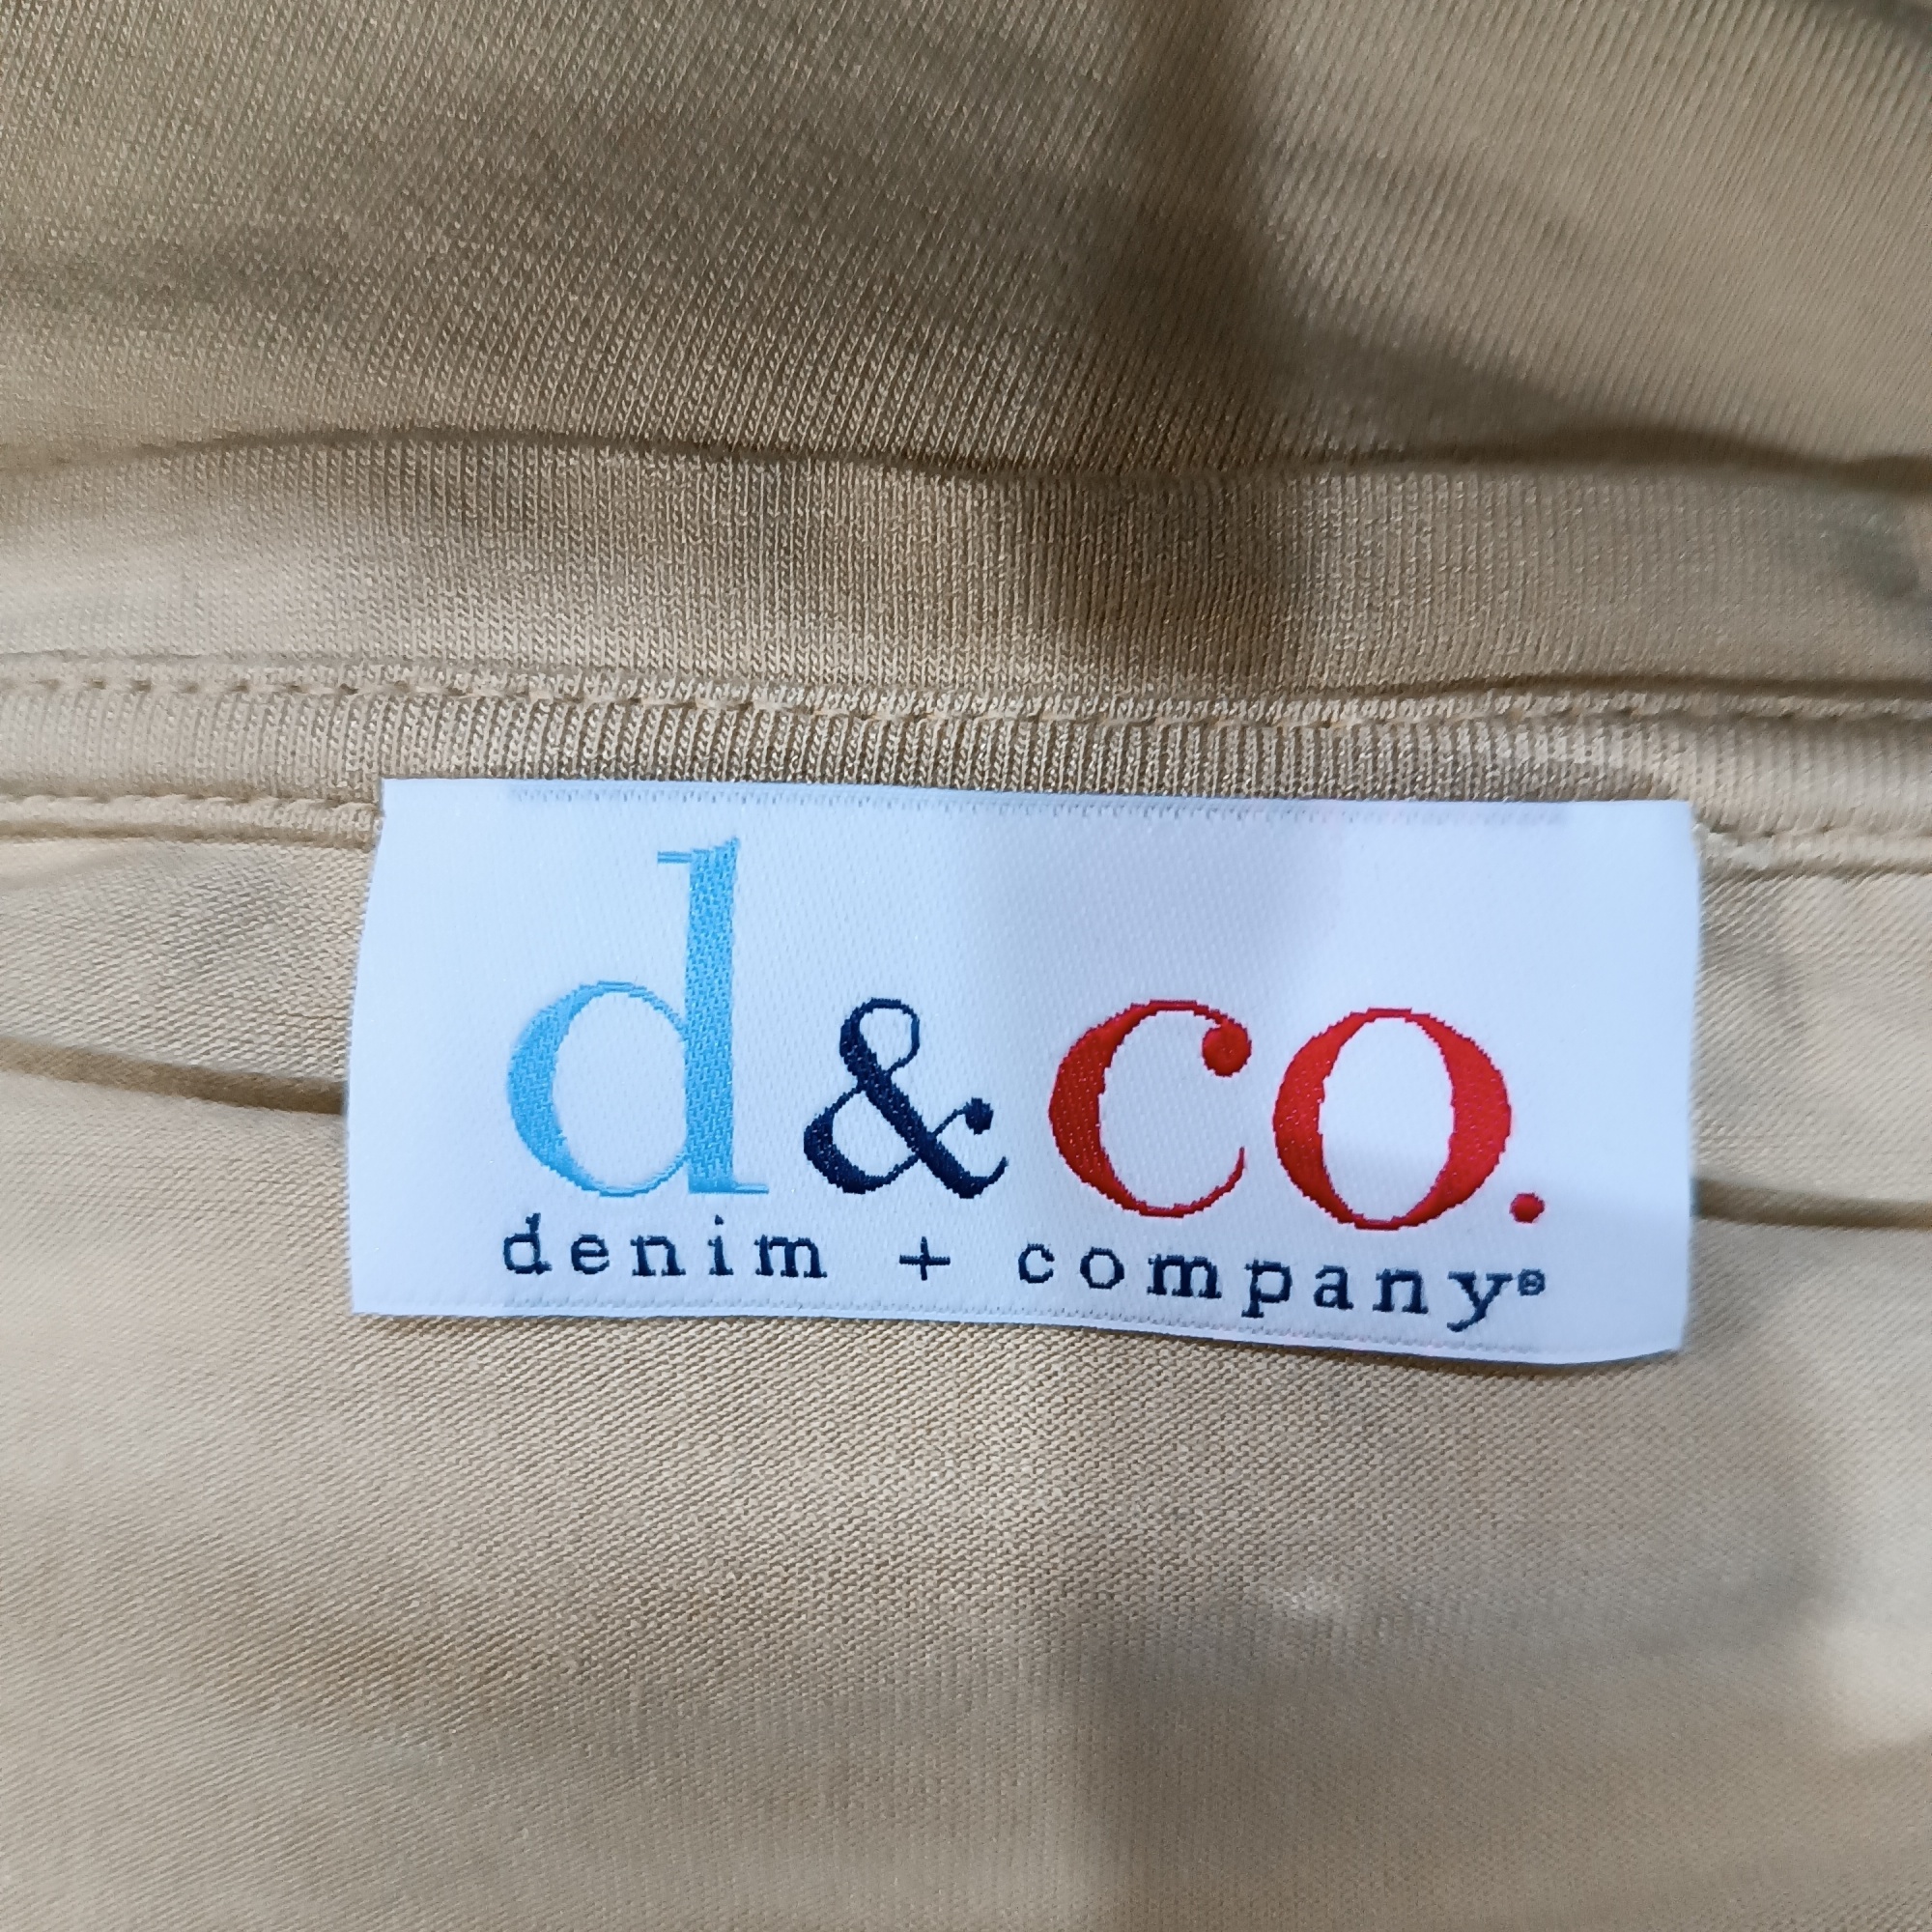 d & co.
denim + company®